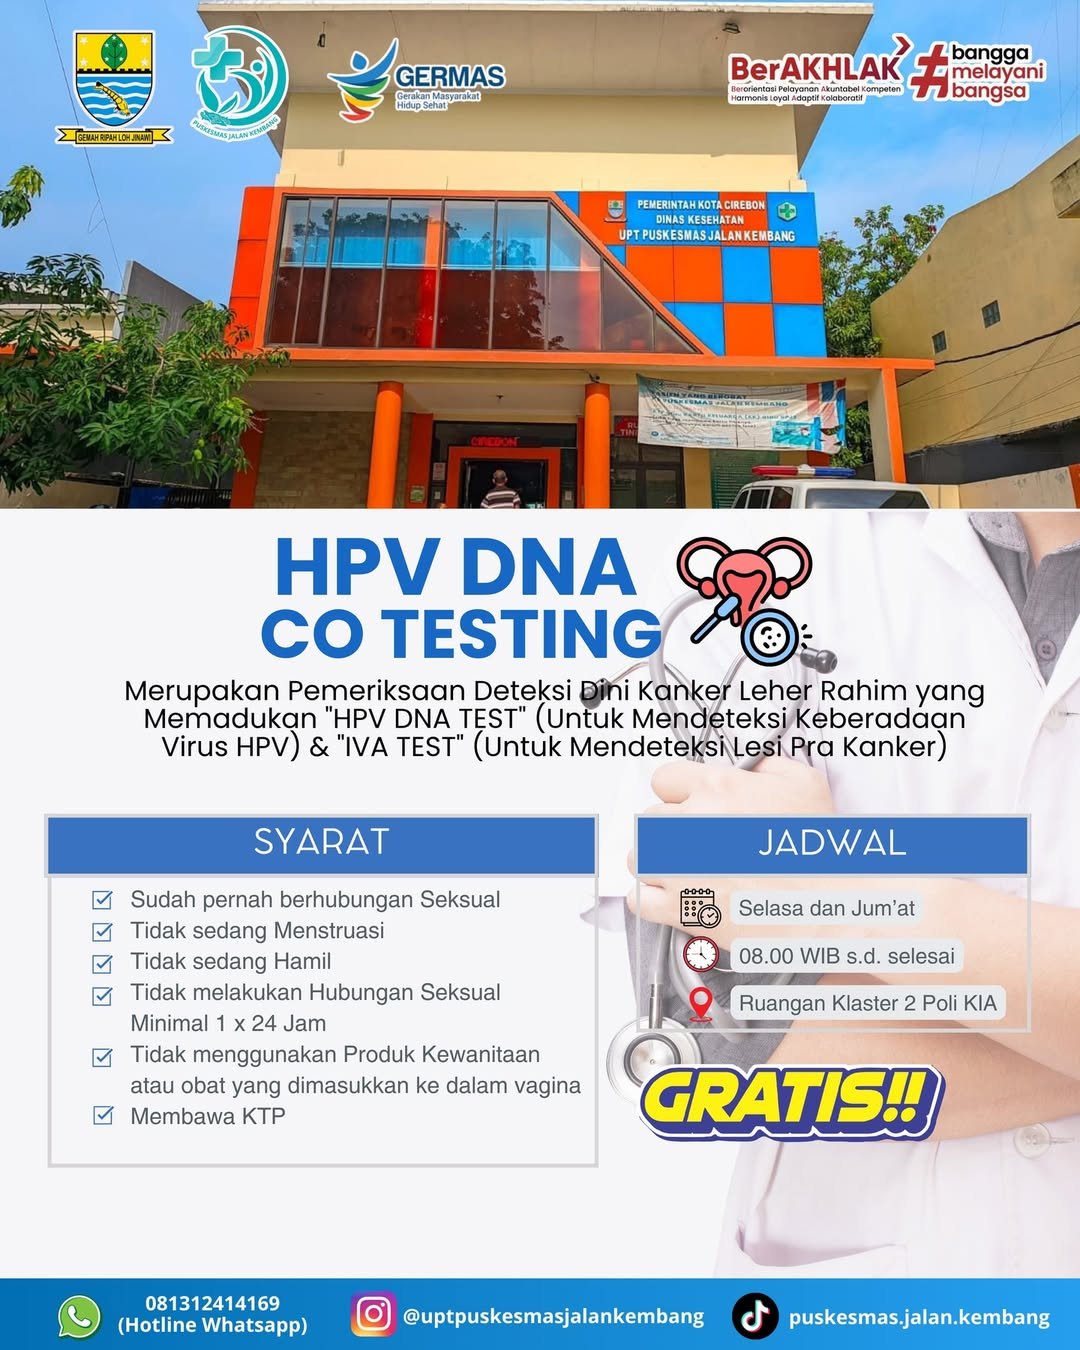 GEMAH RIPAH LOH JINAWI
PUSKESMAS JALAN KEMBANG
GERMAS
Gerakan Masyarakat
Hidup Sehat
BerAKHLAK
Berorientasi Pelayanan Akuntabel Kompeten
Harmonis Loyal Adaptif Kolaboratif
# bangga
melayani
bangsa
PEMERINTAH KOTA CIREBON
DINAS KESEHATAN
UPT PUSKESMAS JALAN KEMBANG
PUSKESMAS JALAN KEMBANG
CIREBON
HPV DNA
CO TESTING
Merupakan Pemeriksaan Deteksi Dini Kanker Leher Rahim yang
Memadukan "HPV DNA TEST" (Untuk Mendeteksi Keberadaan
Virus HPV) & "IVA TEST" (Untuk Mendeteksi Lesi Pra Kanker)
SYARAT
Sudah pernah berhubungan Seksual
Tidak sedang Menstruasi
Tidak sedang Hamil
Tidak melakukan Hubungan Seksual
Minimal 1 x 24 Jam
Tidak menggunakan Produk Kewanitaan
atau obat yang dimasukkan ke dalam vagina
Membawa KTP
JADWAL
Selasa dan Jum’at
08.00 WIB s.d. selesai
Ruangan Klaster 2 Poli KIA
GRATIS!!
081312414169
(Hotline Whatsapp)
@uptpuskesmasjalankembang
puskesmas.jalan.kembang